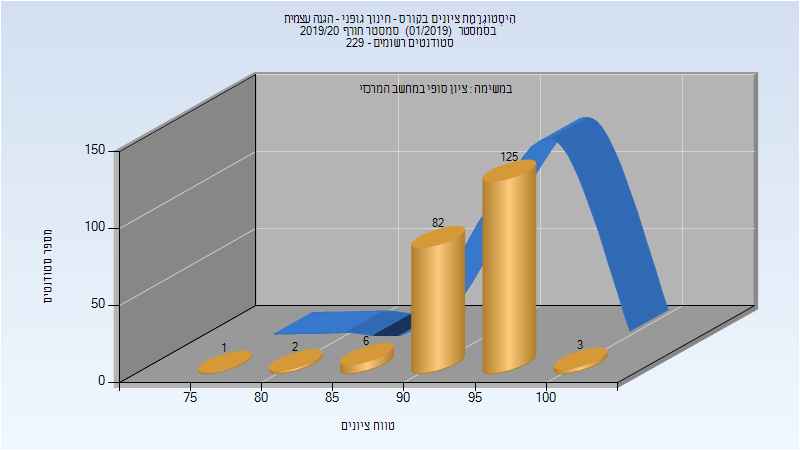 היסטוגרמת ציונים בקורס - חינוך גופני - הגנה עצמית
בסמסטר (01/2019) סמסטר חורף 2019/20
סטודנטים רשומים - 229
במשימה : ציון סופי במחשב המרכזי
מספר סטודנטים
150
100
50
0
1
2
6
82
125
3
75
80
85
90
95
100
טווח ציונים